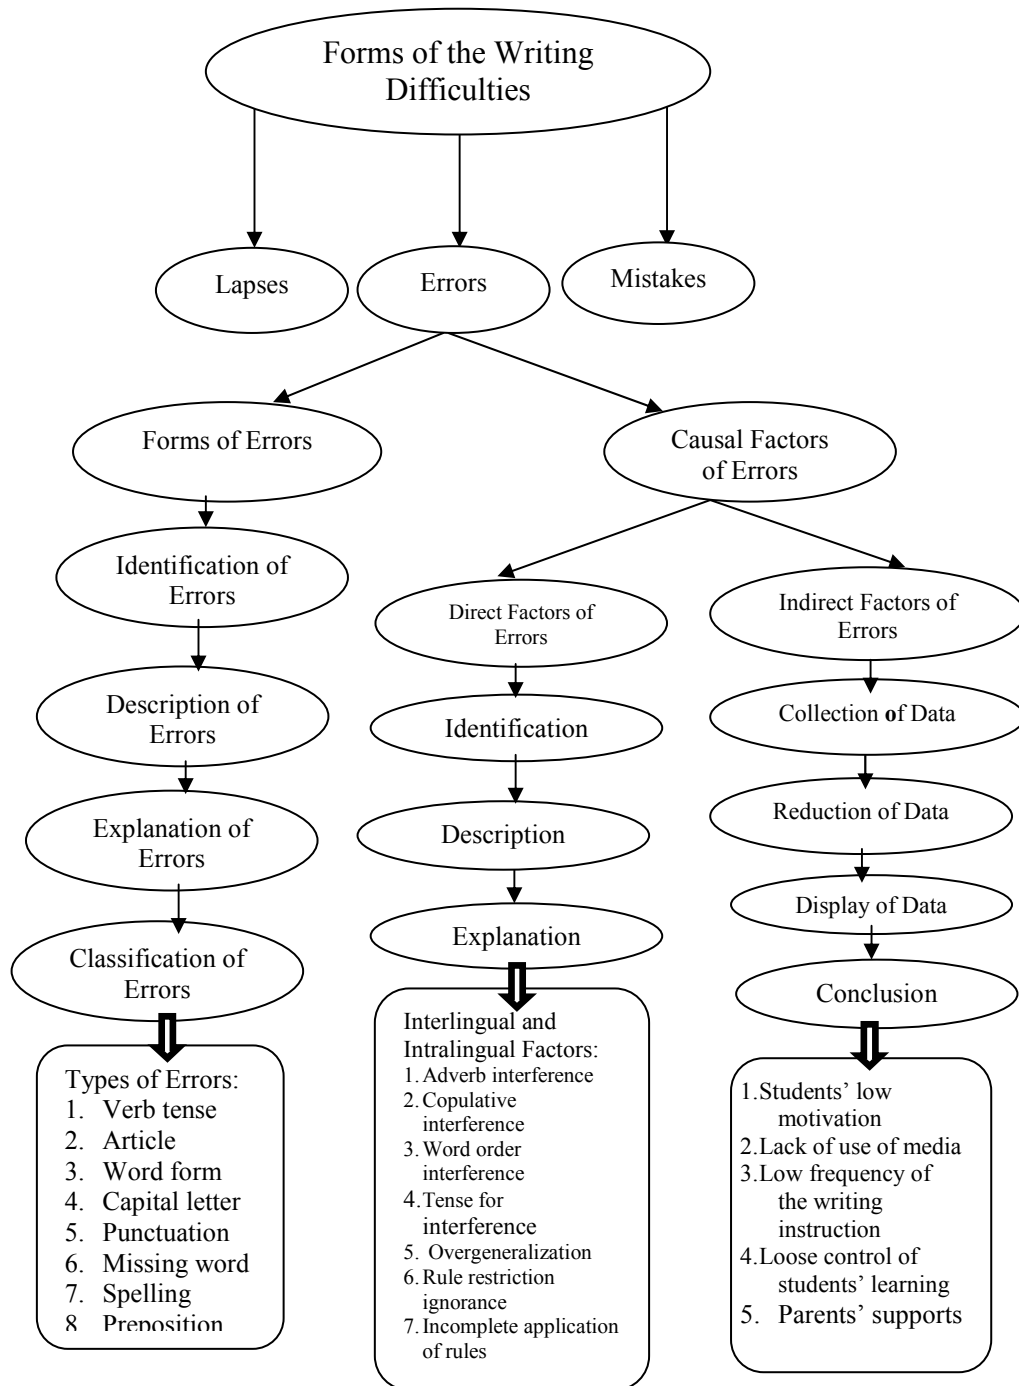 Forms of the Writing
Difficulties
Lapses
Errors
Mistakes
Forms of Errors
Causal Factors
of Errors
Identification of
Errors
Direct Factors of
Errors
Indirect Factors of
Errors
Description of
Errors
Identification
Collection of Data
Explanation of
Errors
Description
Reduction of Data
Classification of
Errors
Explanation
Display of Data
Conclusion
Types of Errors:
1. Verb tense
2. Article
3. Word form
4. Capital letter
5. Punctuation
6. Missing word
7. Spelling
8 Preposition
Interlingual and
Intralingual Factors:
1. Adverb interference
2. Copulative
interference
3. Word order
interference
4. Tense for
interference
5. Overgeneralization
6. Rule restriction
ignorance
7. Incomplete application
of rules
1.Students’ low
motivation
2. Lack of use of media
3. Low frequency of
the writing
instruction
4. Loose control of
students’ learning
5. Parents’ supports